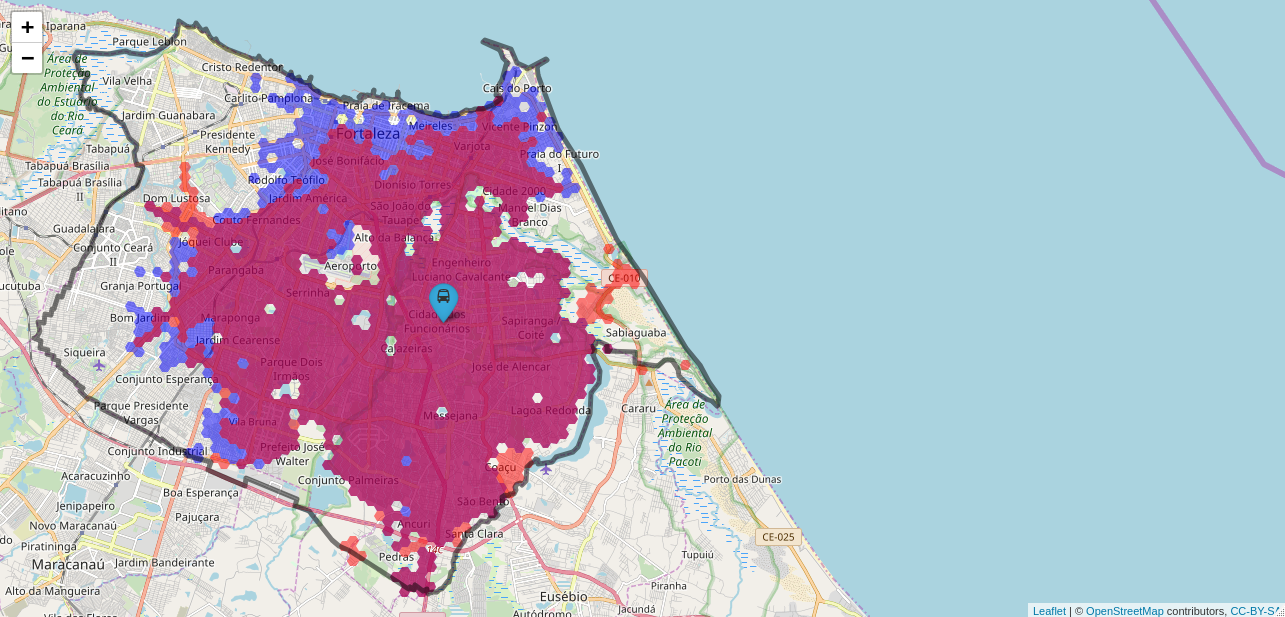 +
−
Iparana
Parque Leblon
Área de
Proteção
Ambiental
do Estuário
do Rio
Ceará
Vila Velha
Cristo Redentor
Carlito Pamplona
Jardim Guanabara
Presidente
Kennedy
Praia de Iracema
Cais do Porto
Fortaleza
Meireles
Vicente Pinzon
Varjota
Praia do Futuro
I
Tabapuá
Tabapuá Brasília
Tabapuá Brasília
II
José Bonifácio
Rodolfo Teófilo
Dionísio Torres
Dom Lustosa
Jardim América
Cidade 2000
São João do
Tauape
Manoel Dias
Branco
itano
Couto Fernandes
Guadalajara
Jóquei Clube
Alto da Balança
Conjunto Ceará
II
ole
Parangaba
Aeroporto
Engenheiro
Luciano Cavalcante
CE-010
ucutuba
Granja Portugal
Serrinha
Bom Jardim
Maraponga
Cidade dos
Funcionários
Sapiranga /
Coité
Sabiaguaba
Jardim Cearense
Cajazeiras
Siqueira
Parque Dois
Irmãos
José de Alencar
Conjunto Esperança
Parque Presidente
Vargas
Vila Bruna
Messejana
Lagoa Redonda
Cararu
Área de
Proteção
Ambiental
do Rio
Pacoti
Conjunto Industrial
Prefeito José
Walter
Coaçu
Acaracuzinho
Conjunto Palmeiras
Porto das Dunas
Boa Esperança
São Bento
Jenipapeiro
Pajuçara
Ancuri
Novo Maracanaú
Santa Clara
CE-025
do
Piratininga
Maracanaú
Jardim Bandeirante
Pedras
Tupuiú
Alto da Mangueira
Piranha
Eusébio
Jacundá
Autódromo
Leaflet | © OpenStreetMap contributors, CC-BY-SA